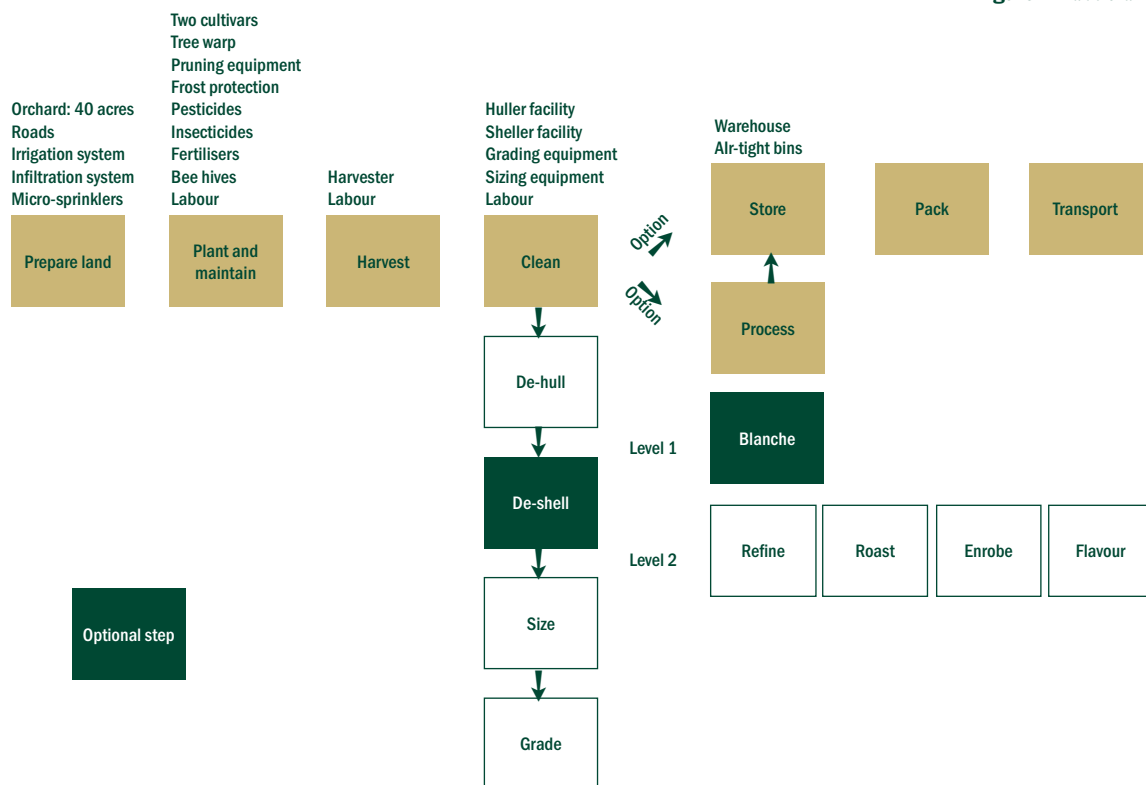 Two cultivars
Tree warp
Pruning equipment
Frost protection
Pesticides
Insecticides
Fertilisers
Bee hives
Labour
Orchard: 40 acres
Roads
Irrigation system
Infiltration system
Micro-sprinklers
Harvester
Labour
Huller facility
Sheller facility
Grading equipment
Sizing equipment
Labour
Warehouse
AIr-tight bins
Prepare land
Plant and
maintain
Harvest
Clean
Option
Option
Store
Pack
Transport
Process
De-hull
Level 1
Blanche
De-shell
Level 2
Refine
Roast
Enrobe
Flavour
Optional step
Size
Grade